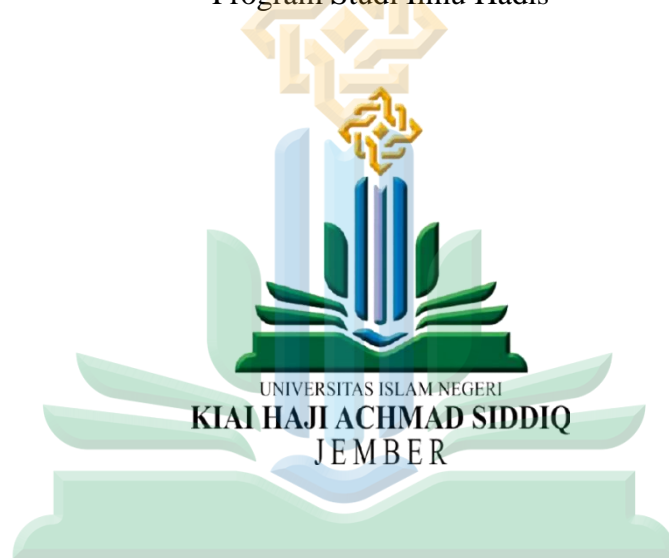 Program Studi Ilmu Hadis
UNIVERSITAS ISLAM NEGERI
KIAI HAJI ACHMAD SIDDIQ
JEMBER